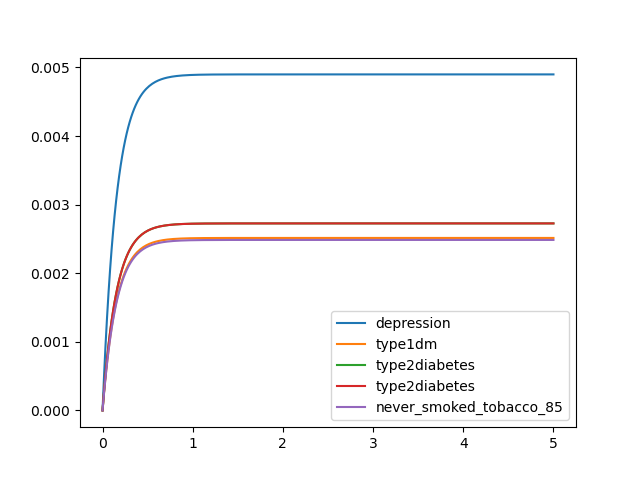 0.005
0.004
0.003
0.002
0.001
0.000
depression
type1dm
type2diabetes
type2diabetes
never_smoked_tobacco_85
0 1 2 3 4 5